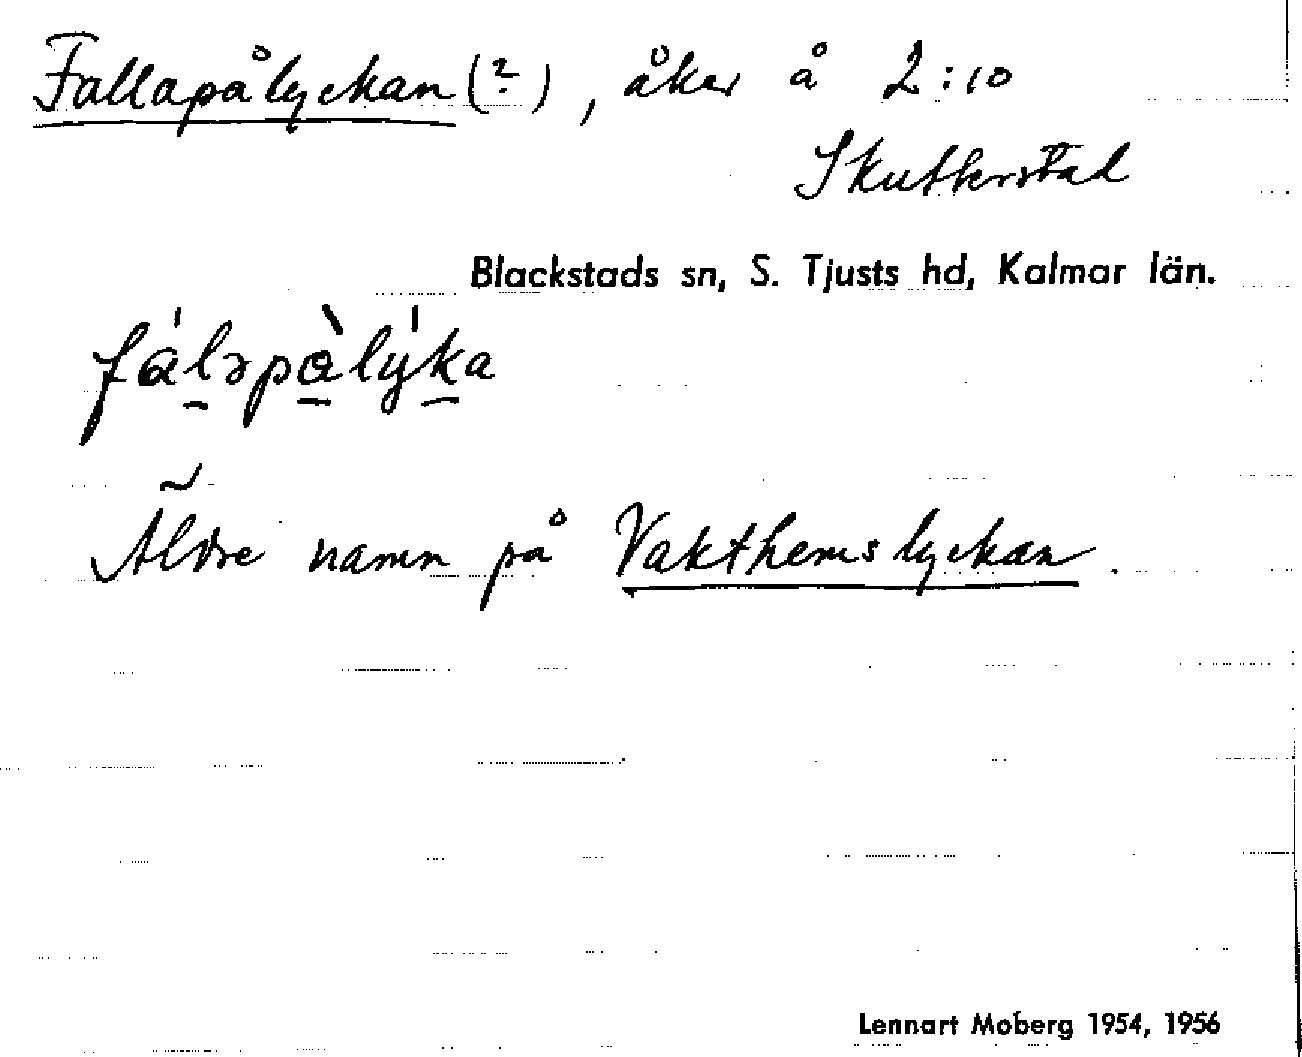 Fallapålyckan (?), åker å 2:10
Skutterstad
Blackstads sn, S. Tjusts hd, Kalmar län.
fáləpàlýka
Äldre namn på Vakthemslyckan.
Lennart Moberg 1954, 1956